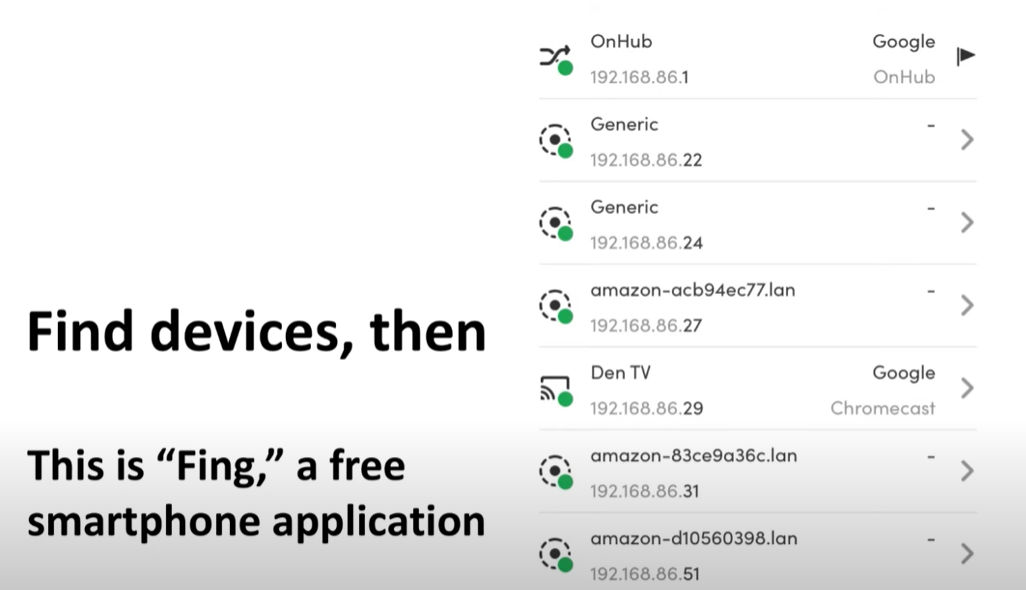 Find devices, then
This is “Fing,” a free
smartphone application
OnHub Google
192.168.86.1 OnHub
Generic -
192.168.86.22
Generic -
192.168.86.24
amazon-acb94ec77.lan -
192.168.86.27
Den TV Google
192.168.86.29 Chromecast
amazon-83ce9a36c.lan -
192.168.86.31
amazon-d10560398.lan -
192.168.86.51